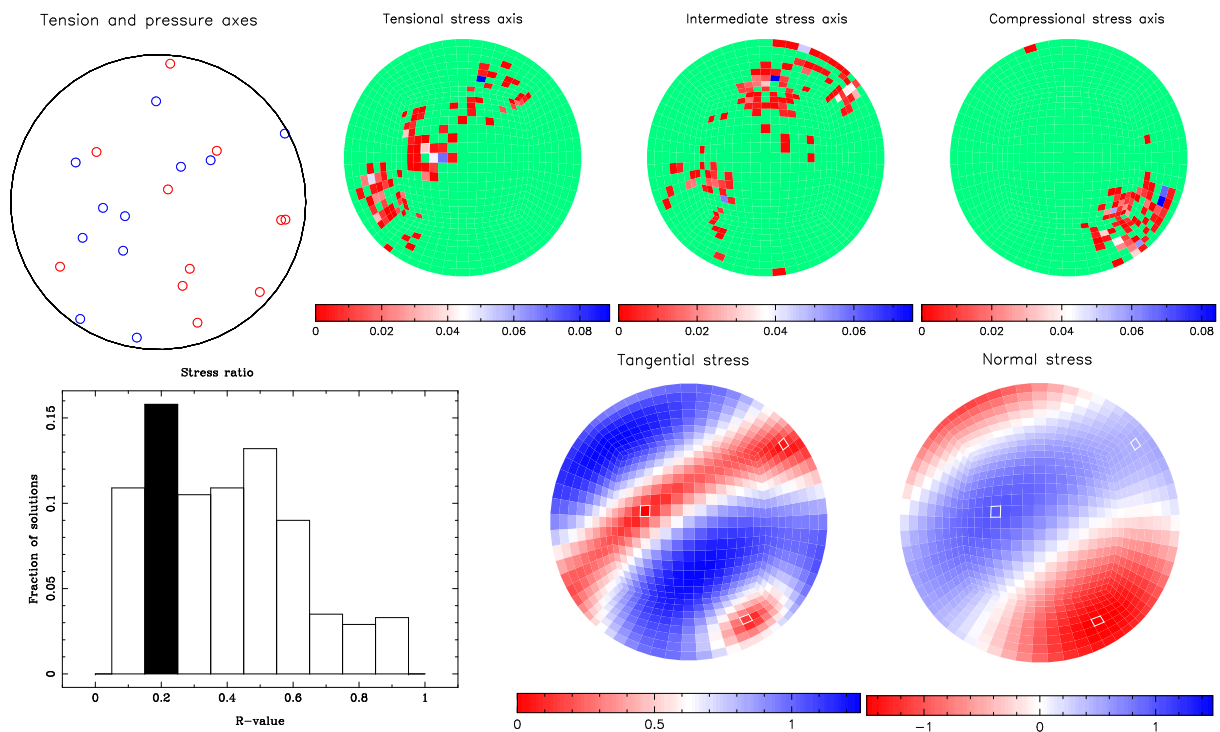 Tension and pressure axes
Tensional stress axis
Intermediate stress axis
Compressional stress axis
0 0.02 0.04 0.06 0.08
0 0.02 0.04 0.06
0 0.02 0.04 0.06 0.08
Stress ratio
Tangential stress
Normal stress
Fraction of solutions
0.15
0.1
0.05
0
0 0.2 0.4 0.6 0.8 1
R-value
0 0.5 1
−1 0 1